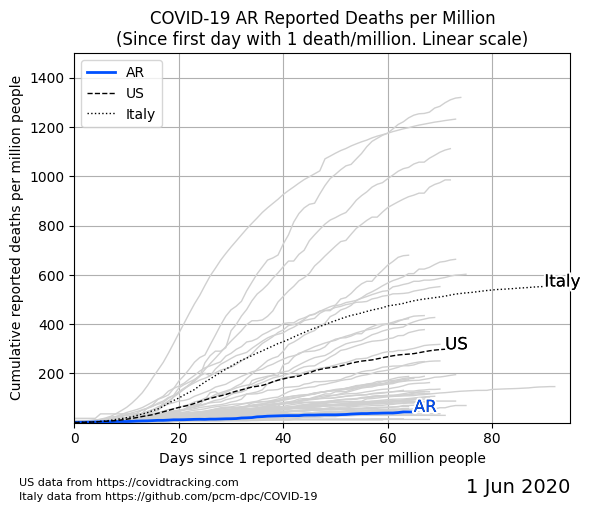 COVID-19 AR Reported Deaths per Million
(Since first day with 1 death/million. Linear scale)
AR
US
Italy
1400
1200
1000
800
600
400
200
Cumulative reported deaths per million people
Italy
US
AR
0 20 40 60 80
Days since 1 reported death per million people
US data from https://covidtracking.com
Italy data from https://github.com/pcm-dpc/COVID-19
1 Jun 2020